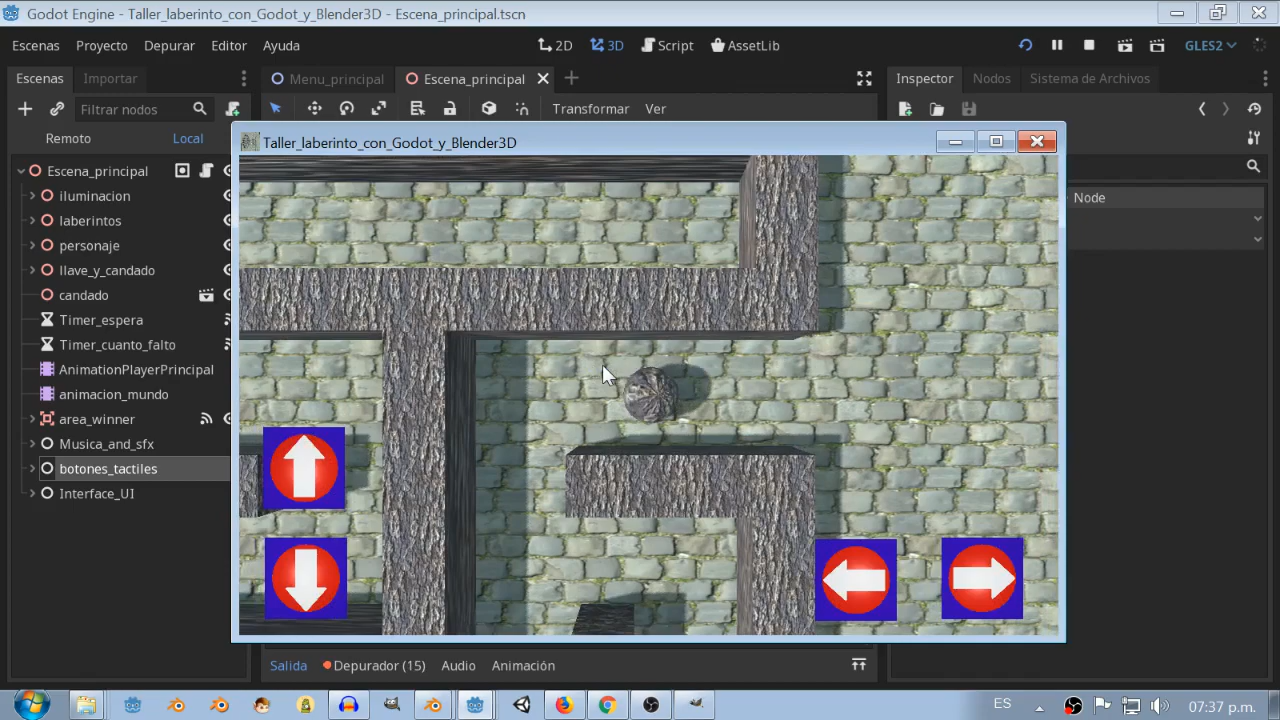 Godot Engine - Taller_laberinto_con_Godot_y_Blender3D - Escena_principal.tscn
Escenas Proyecto Depurar Editor Ayuda 2D 3D Script AssetLib GLES2
Escenas Importar Menu_principal Escena_principal Inspector Nodos Sistema de Archivos
Filtrar nodos Transformar Ver
Remoto Local
Taller_laberinto_con_Godot_y_Blender3D
Escena_principal
Node
iluminacion
laberintos
personaje
llave_y_candado
candado
Timer_espera
Timer_cuanto_falto
AnimationPlayerPrincipal
animacion_mundo
area_winner
Musica_and_sfx
botones_tactiles
Interface_UI
Salida Depurador (15) Audio Animación
ES 07:37 p.m.